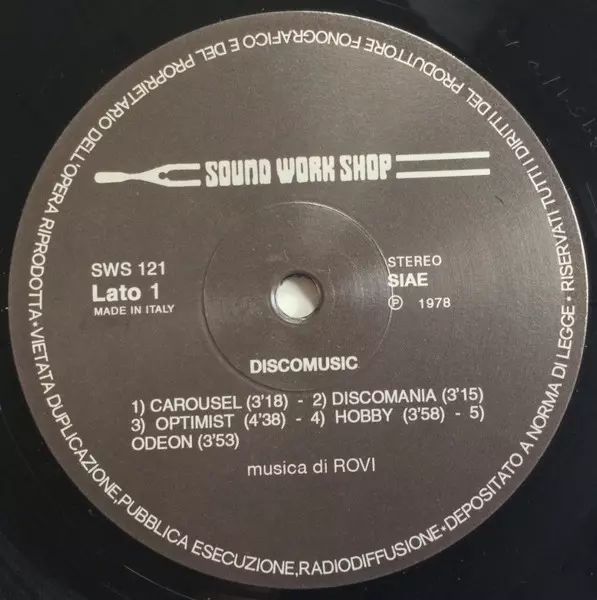 SOUND WORK SHOP
SWS 121
Lato 1
MADE IN ITALY
STEREO
SIAE
Ⓟ 1978
DISCOMUSIC
1) CAROUSEL (3'18) - 2) DISCOMANIA (3'15)
3) OPTIMIST (4'38) - 4) HOBBY (3'58) - 5)
ODEON (3'53)
musica di ROVI
RISERVATI TUTTI I DIRITTI DEL PRODUTTORE FONOGRAFICO E DEL PROPRIETARIO DELL'OPERA RIPRODOTTA • VIETATA DUPLICAZIONE, PUBBLICA ESECUZIONE, RADIODIFFUSIONE • DEPOSITATO A NORMA DI LEGGE •